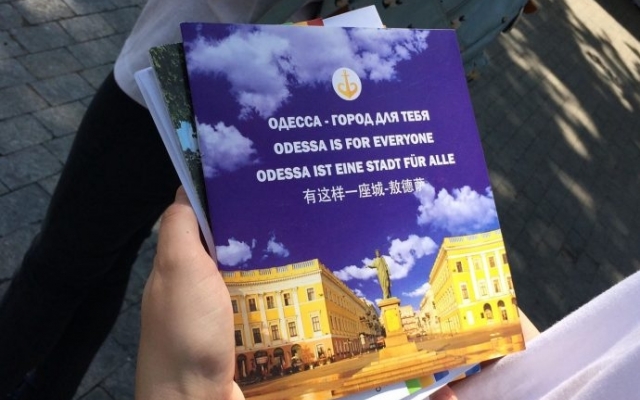 ОДЕССА - ГОРОД ДЛЯ ТЕБЯ
ODESSA IS FOR EVERYONE
ODESSA IST EINE STADT FÜR ALLE
有这样一座城-敖德萨